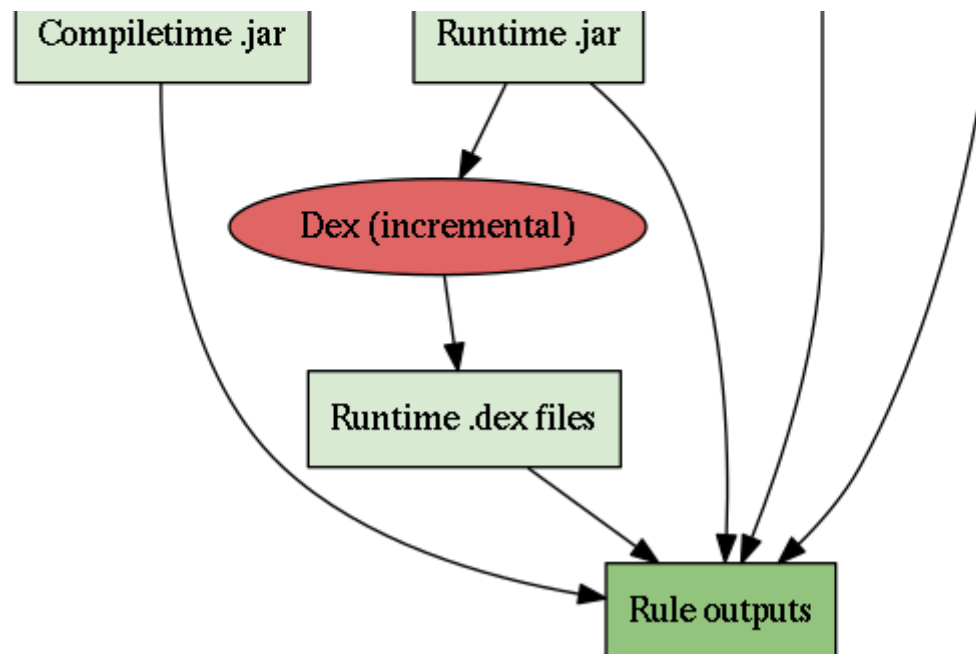 Compiletime .jar
Runtime .jar
Dex (incremental)
Runtime .dex files
Rule outputs